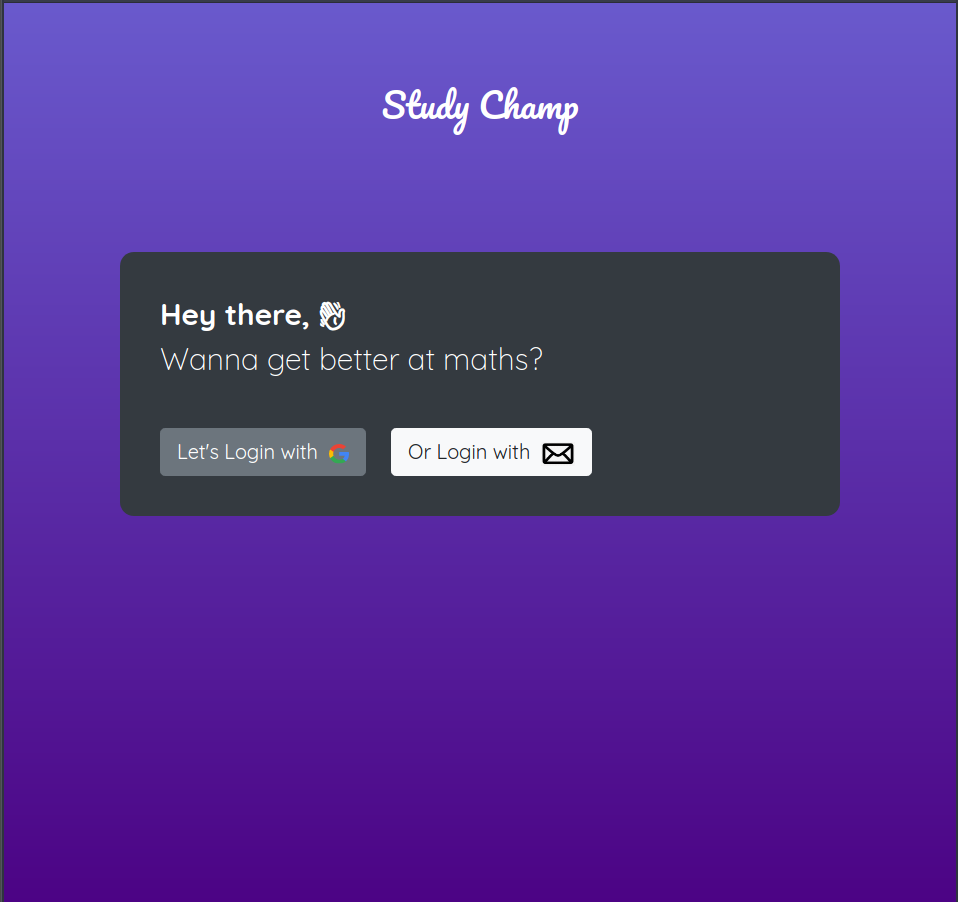 Study Champ
Hey there, 👋
Wanna get better at maths?
Let's Login with
Or Login with